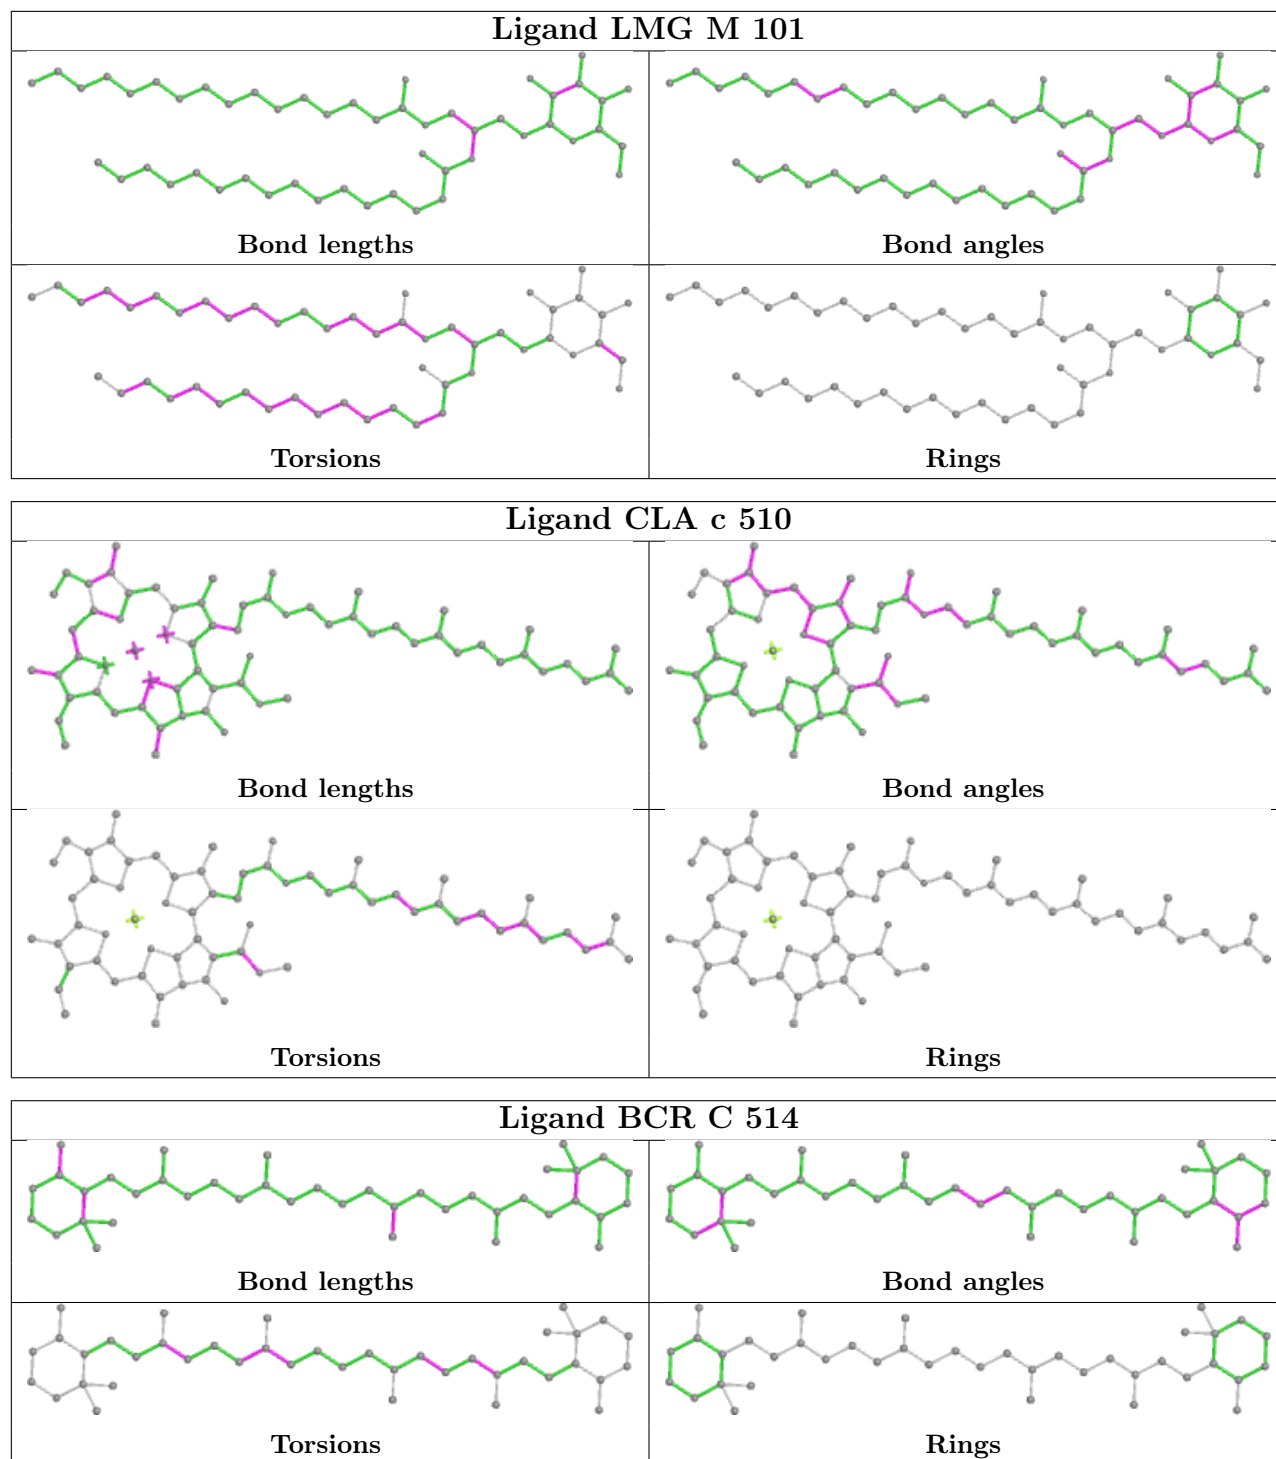 Ligand LMG M 101
Bond lengths
Bond angles
Torsions
Rings
Ligand CLA c 510
Bond lengths
Bond angles
Torsions
Rings
Ligand BCR C 514
Bond lengths
Bond angles
Torsions
Rings